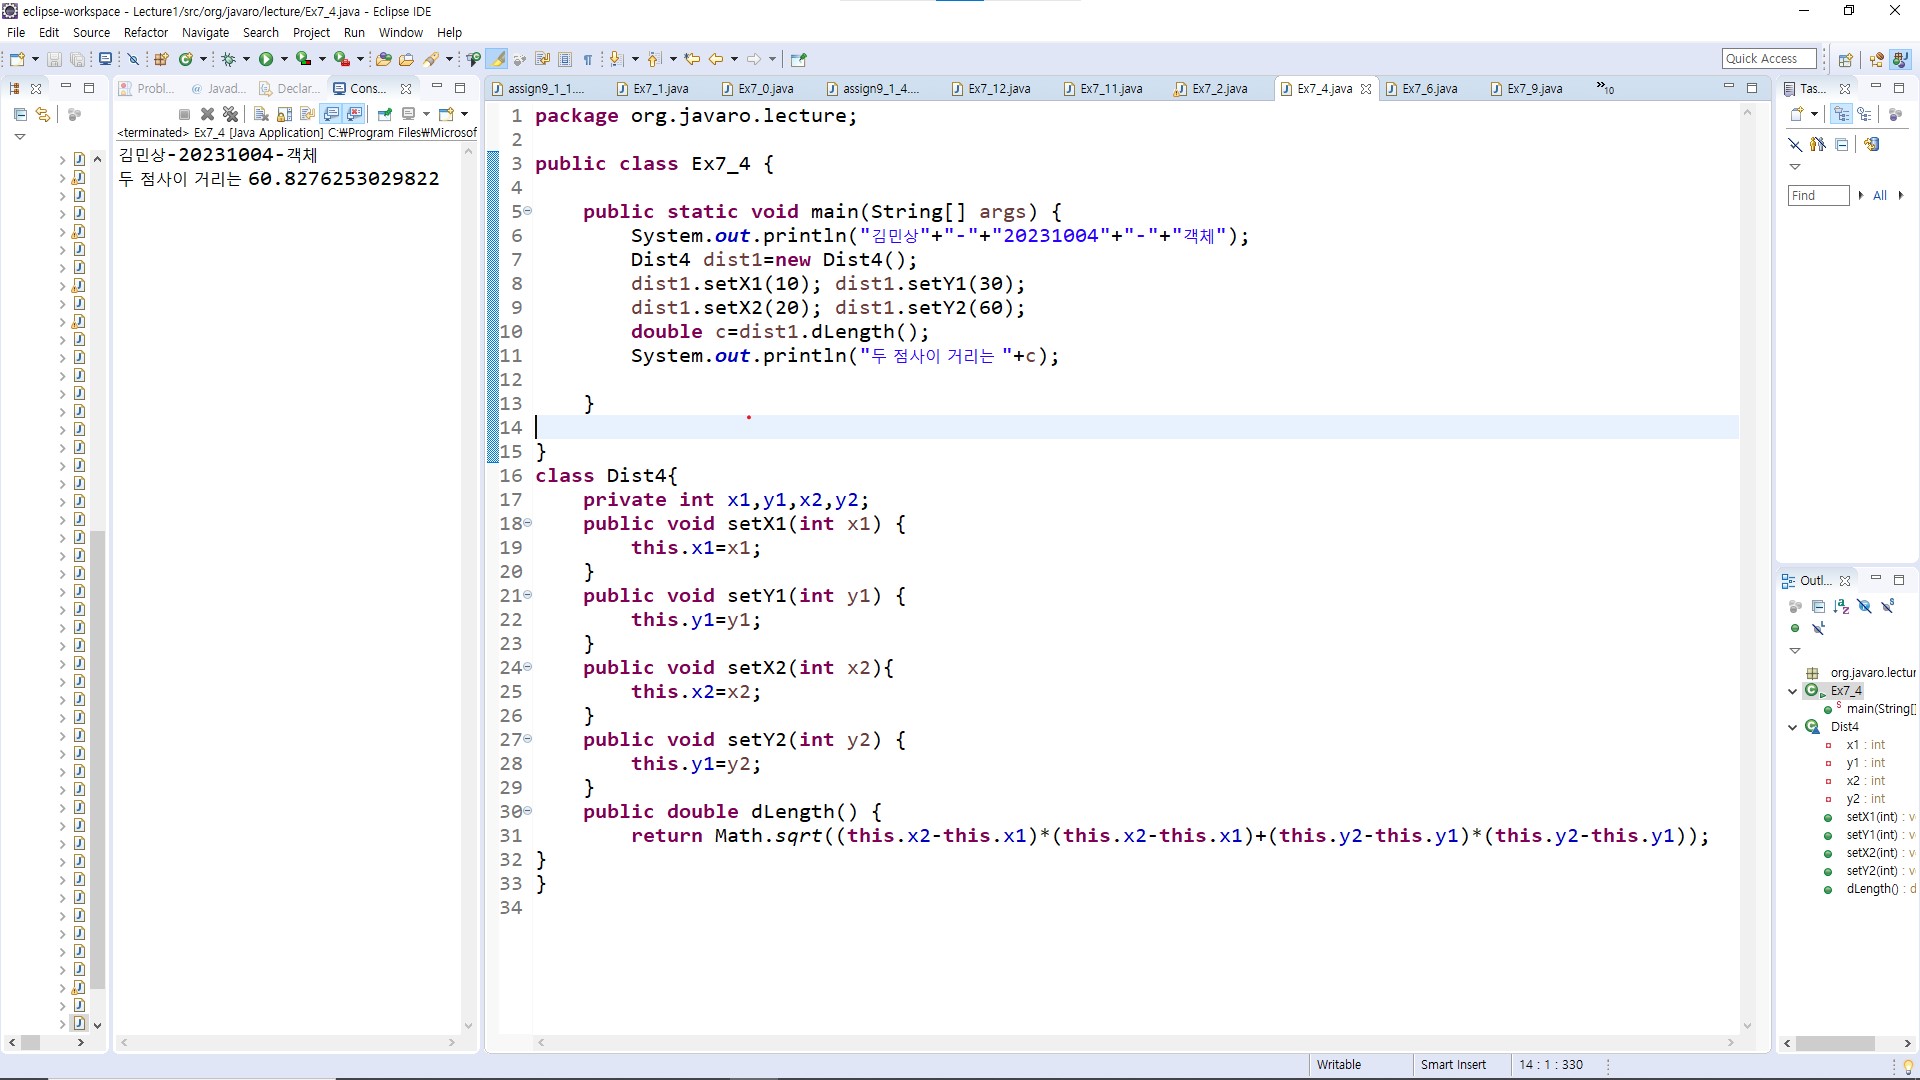 eclipse-workspace - Lecture1/src/org/javaro/lecture/Ex7_4.java - Eclipse IDE
File Edit Source Refactor Navigate Search Project Run Window Help
Quick Access
Probl... Javad... Declar... Cons...
assign9_1_1.... Ex7_1.java Ex7_0.java assign9_1_4.... Ex7_12.java Ex7_11.java Ex7_2.java Ex7_4.java Ex7_6.java Ex7_9.java »10
Tas...
<terminated> Ex7_4 [Java Application] C:₩Program Files₩Microsof
김민상-20231004-객체
두 점사이 거리는 60.8276253029822
1 package org.javaro.lecture;
2
3 public class Ex7_4 {
4
5 public static void main(String[] args) {
6 System.out.println("김민상"+"-"+"20231004"+"-"+"객체");
7 Dist4 dist1=new Dist4();
8 dist1.setX1(10); dist1.setY1(30);
9 dist1.setX2(20); dist1.setY2(60);
10 double c=dist1.dLength();
11 System.out.println("두 점사이 거리는 "+c);
12
13 }
14
15 }
16 class Dist4{
17 private int x1,y1,x2,y2;
18 public void setX1(int x1) {
19 this.x1=x1;
20 }
21 public void setY1(int y1) {
22 this.y1=y1;
23 }
24 public void setX2(int x2){
25 this.x2=x2;
26 }
27 public void setY2(int y2) {
28 this.y1=y2;
29 }
30 public double dLength() {
31 return Math.sqrt((this.x2-this.x1)*(this.x2-this.x1)+(this.y2-this.y1)*(this.y2-this.y1));
32 }
33 }
34
Find All
Outl...
org.javaro.lectur
Ex7_4
main(String[]
Dist4
x1 : int
y1 : int
x2 : int
y2 : int
setX1(int) : v
setY1(int) : v
setX2(int) : v
setY2(int) : v
dLength() : d
Writable Smart Insert 14 : 1 : 330